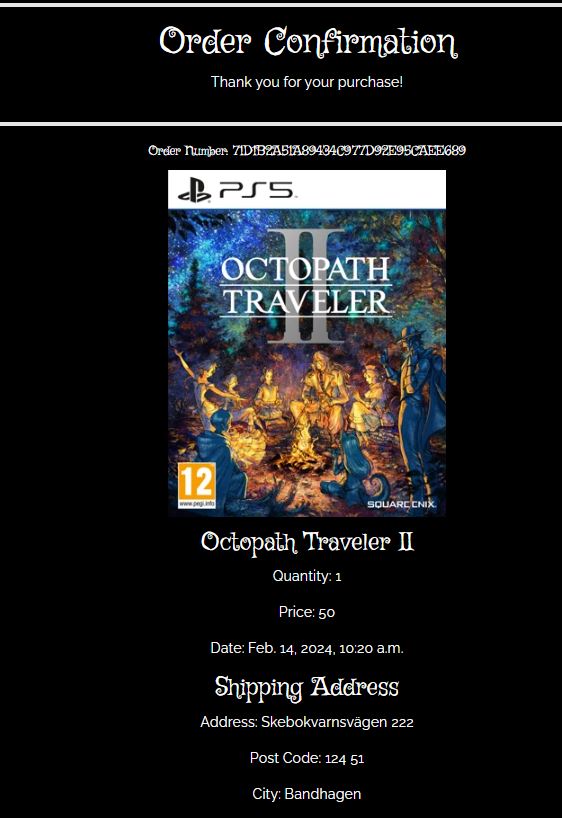 Order Confirmation
Thank you for your purchase!
Order Number: 71D1B2A51A89434C977D92E95CAEE689
PS5
OCTOPATH
TRAVELER
II
12
www.pegi.info
SQUARE ENIX
Octopath Traveler II
Quantity: 1
Price: 50
Date: Feb. 14, 2024, 10:20 a.m.
Shipping Address
Address: Skebokvarnsvägen 222
Post Code: 124 51
City: Bandhagen